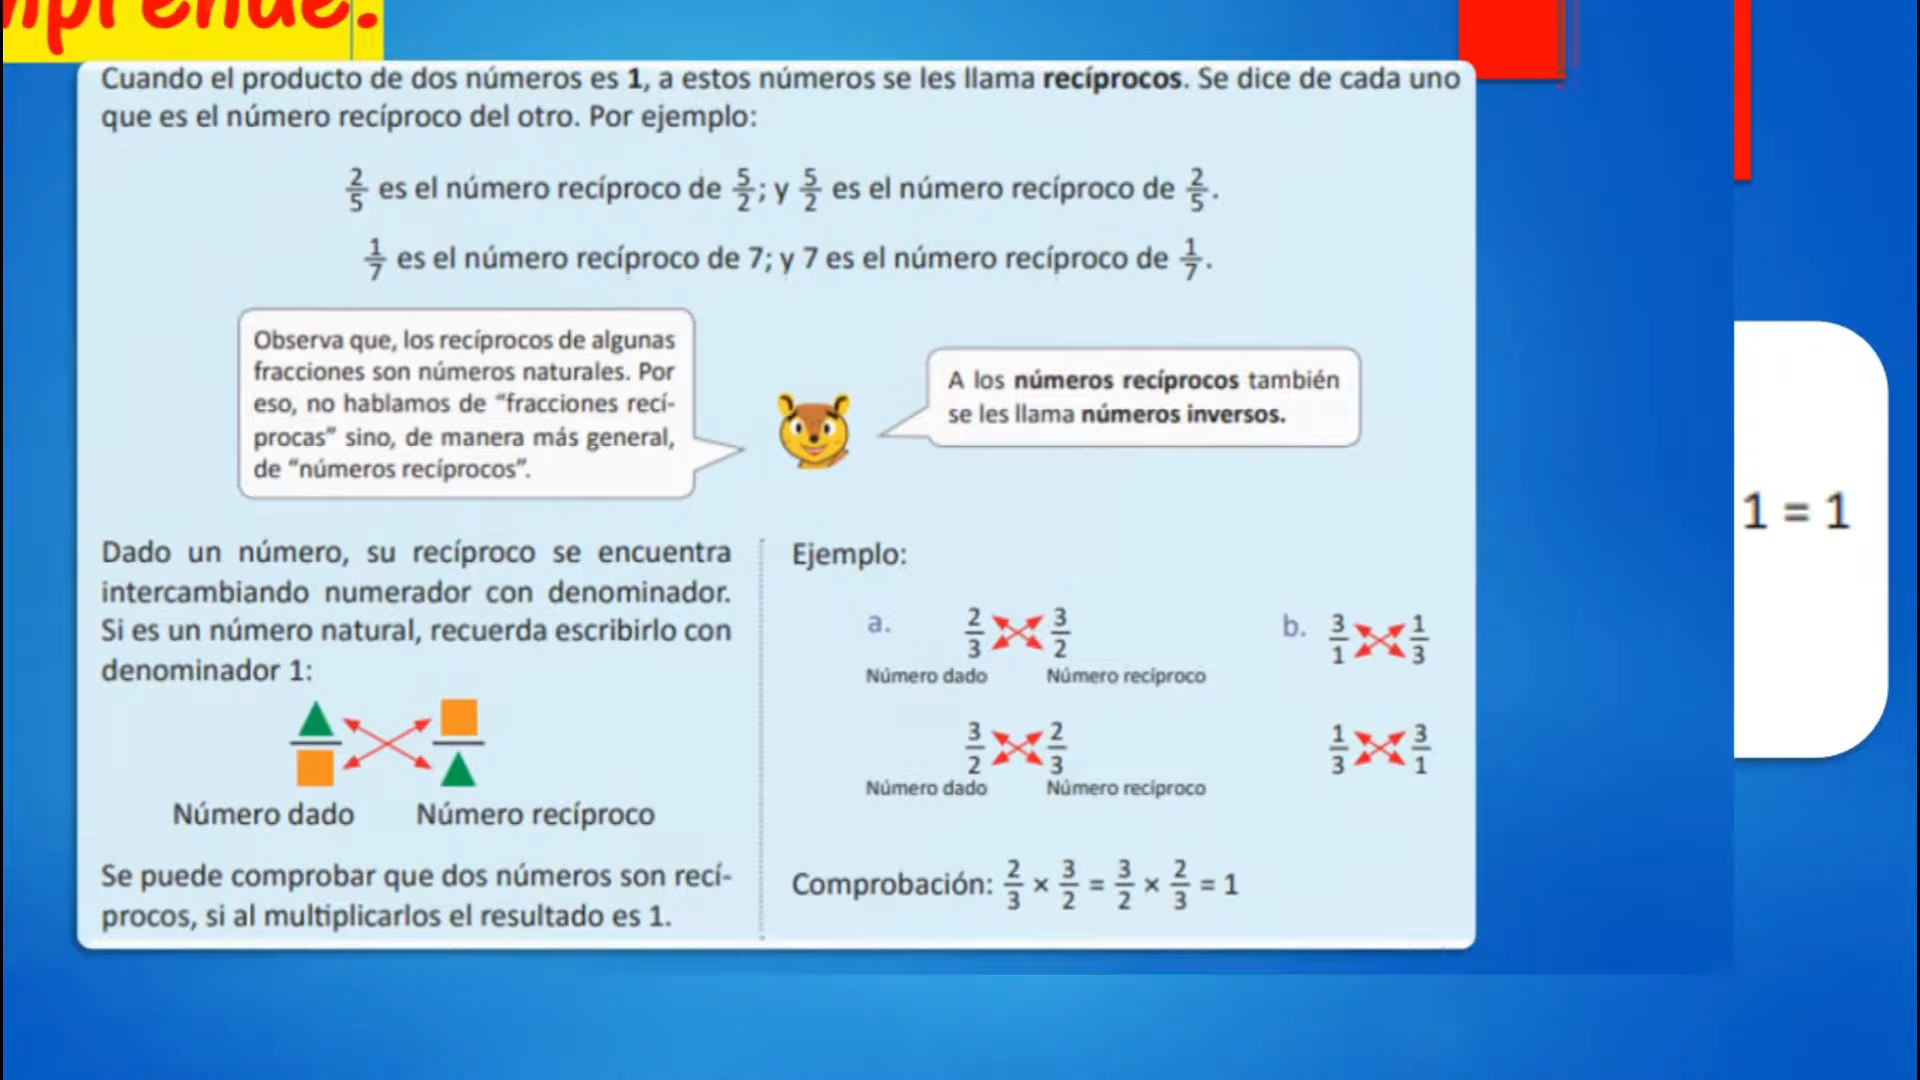 Cuando el producto de dos números es 1, a estos números se les llama recíprocos. Se dice de cada uno
que es el número recíproco del otro. Por ejemplo:
2/5 es el número recíproco de 5/2; y 5/2 es el número recíproco de 2/5.
1/7 es el número recíproco de 7; y 7 es el número recíproco de 1/7.
Observa que, los recíprocos de algunas
fracciones son números naturales. Por
eso, no hablamos de “fracciones recí-
procas” sino, de manera más general,
de “números recíprocos”.
A los números recíprocos también
se les llama números inversos.
1 = 1
Dado un número, su recíproco se encuentra
intercambiando numerador con denominador.
Si es un número natural, recuerda escribirlo con
denominador 1:
Número dado Número recíproco
Se puede comprobar que dos números son recí-
procos, si al multiplicarlos el resultado es 1.
Ejemplo:
a. 2/3 3/2
Número dado Número recíproco
3/2 2/3
Número dado Número recíproco
b. 3/1 1/3
1/3 3/1
Comprobación: 2/3 × 3/2 = 3/2 × 2/3 = 1